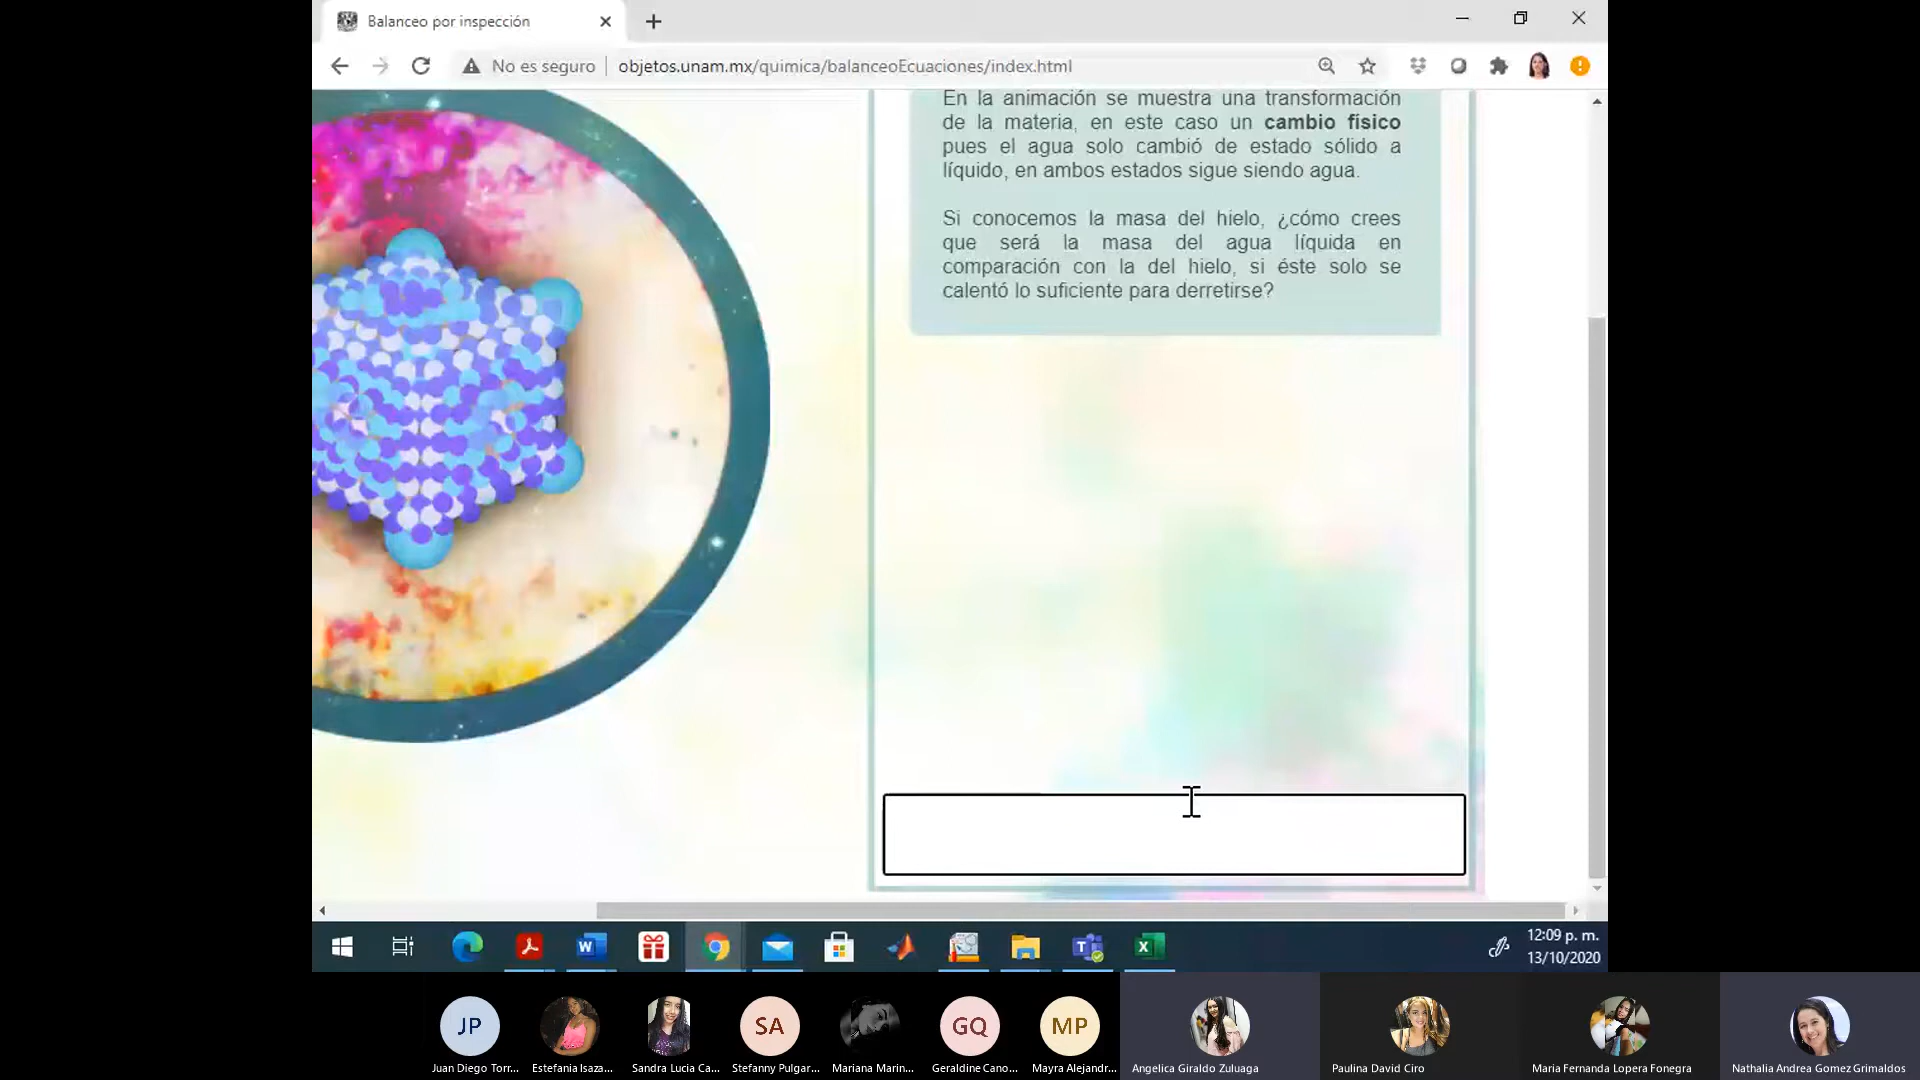 Balanceo por inspección
No es seguro objetos.unam.mx/quimica/balanceoEcuaciones/index.html
En la animación se muestra una transformación
de la materia, en este caso un cambio físico
pues el agua solo cambió de estado sólido a
líquido, en ambos estados sigue siendo agua.
Si conocemos la masa del hielo, ¿cómo crees
que será la masa del agua líquida en
comparación con la del hielo, si éste solo se
calentó lo suficiente para derretirse?
12:09 p. m.
13/10/2020
JP
SA
GQ
MP
Juan Diego Torr...
Estefania Isaza...
Sandra Lucia Ca...
Stefanny Pulgar...
Mariana Marin...
Geraldine Cano...
Mayra Alejandr...
Angelica Giraldo Zuluaga
Paulina David Ciro
Maria Fernanda Lopera Fonegra
Nathalia Andrea Gomez Grimaldos